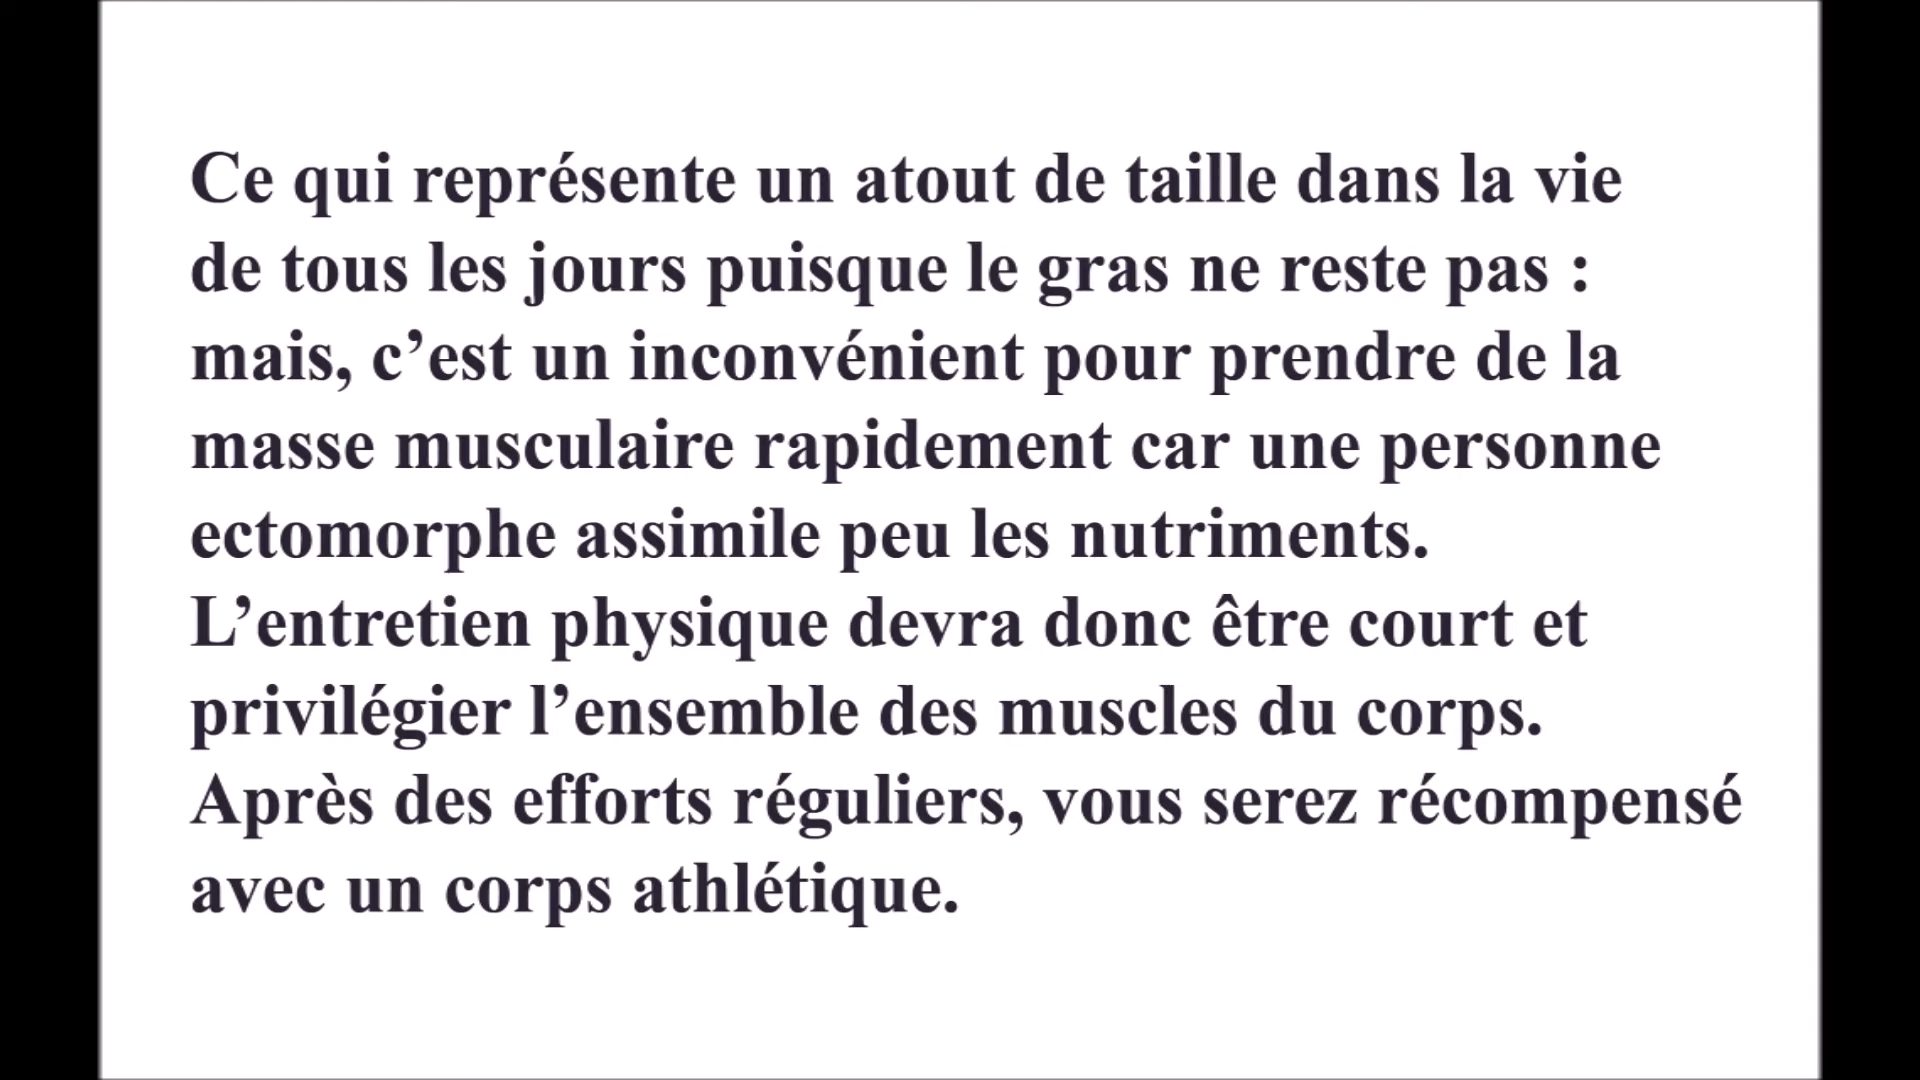 Ce qui représente un atout de taille dans la vie
de tous les jours puisque le gras ne reste pas :
mais, c’est un inconvénient pour prendre de la
masse musculaire rapidement car une personne
ectomorphe assimile peu les nutriments.
L’entretien physique devra donc être court et
privilégier l’ensemble des muscles du corps.
Après des efforts réguliers, vous serez récompensé
avec un corps athlétique.